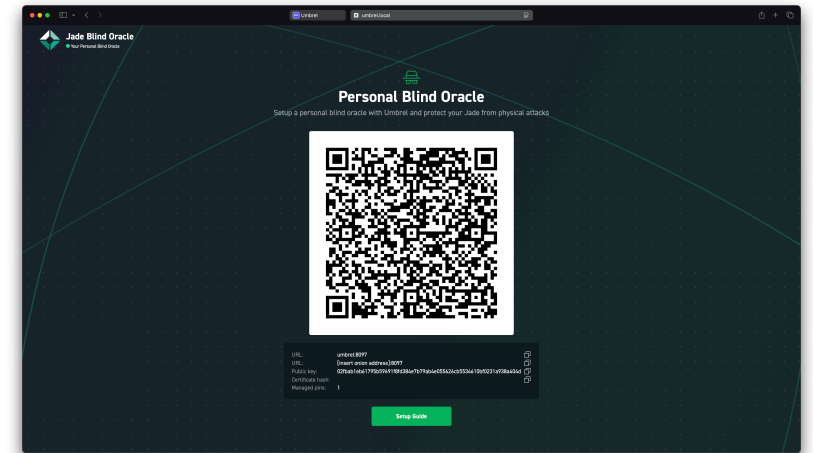 Umbrel
umbrel.local
Jade Blind Oracle
Your Personal Blind Oracle
Personal Blind Oracle
Setup a personal blind oracle with Umbrel and protect your Jade from physical attacks
URL: umbrel:8097
URL: [insert onion address]:8097
Public key:
Certificate hash:
Managed pins: 1
Setup Guide